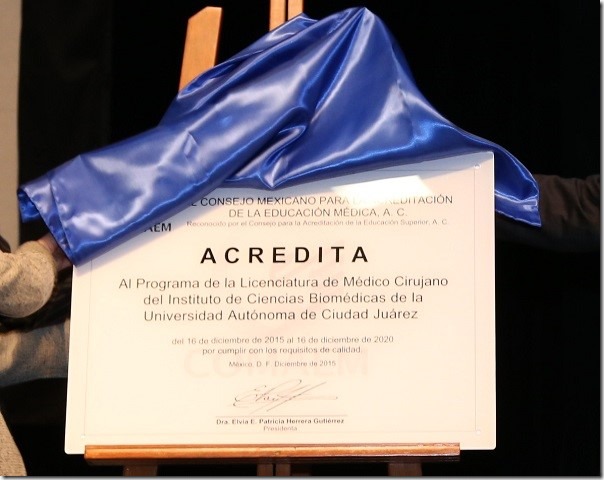 CONSEJO MEXICANO PARA LA ACREDITACIÓN
DE LA EDUCACIÓN MÉDICA, A. C.
Reconocido por el Consejo para la Acreditación de la Educación Superior, A. C.
AEM
ACREDITA
Al Programa de la Licenciatura de Médico Cirujano
del Instituto de Ciencias Biomédicas de la
Universidad Autónoma de Ciudad Juárez
del 16 de diciembre de 2015 al 16 de diciembre de 2020
por cumplir con los requisitos de calidad.
México, D. F. Diciembre de 2015
Dra. Elvia E. Patricia Herrera Gutiérrez
Presidenta